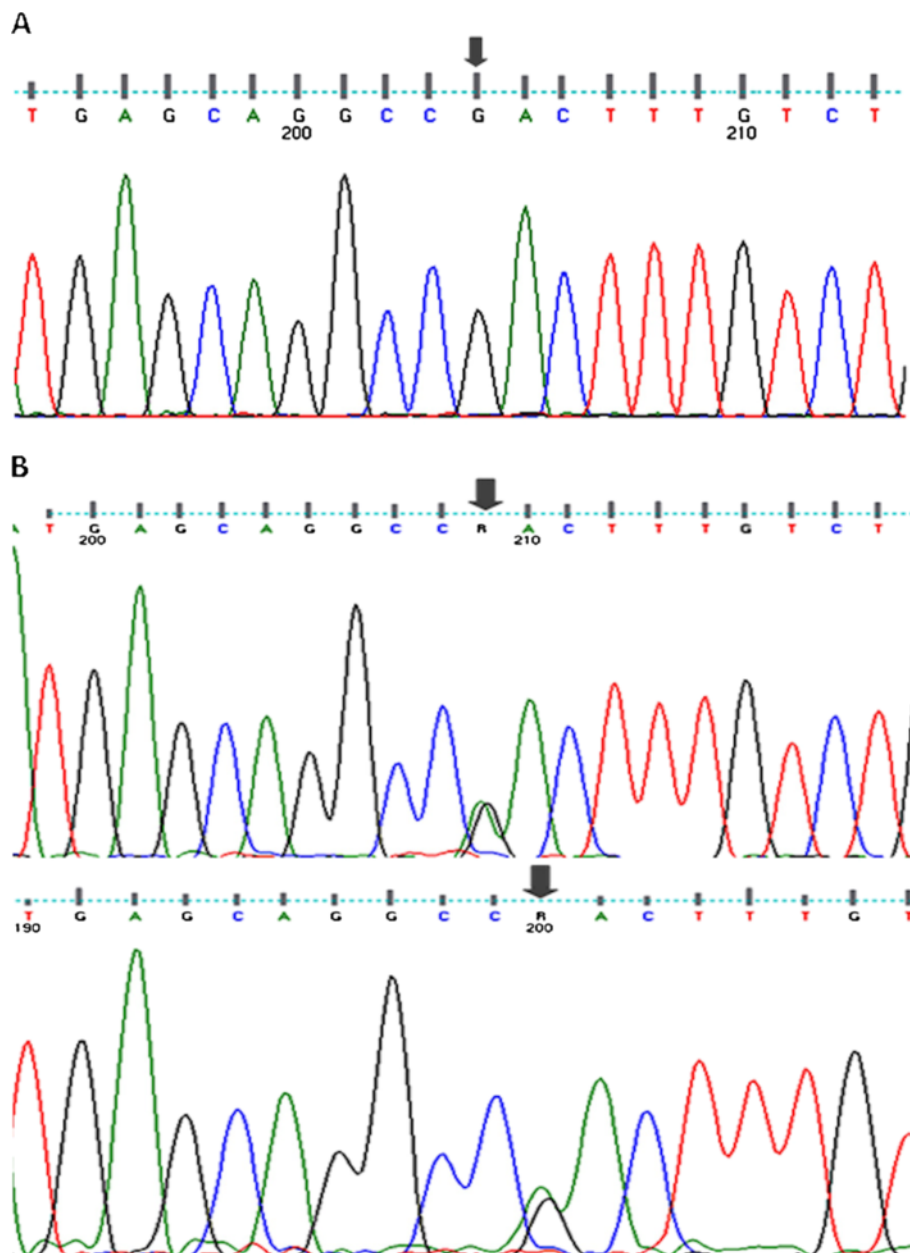 A
T G A G C A G G C C G A C T T T G T C T
200 210
B
A T G A G C A G G C C R A C T T T G T C T
200 210
T G A G C A G G C C R A C T T T G T
190 200